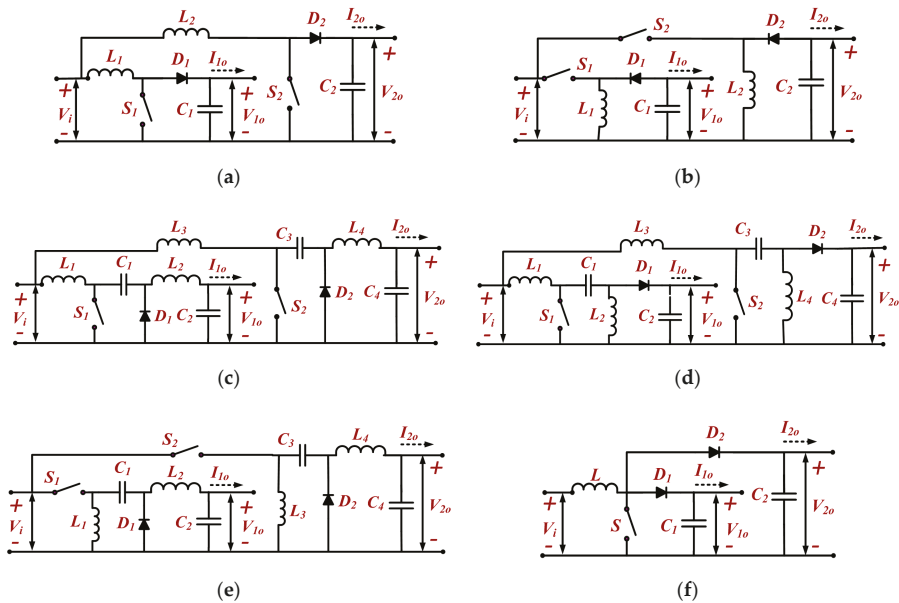 L2 D2 I2o
L1 D1 I1o + S2 C2 V2o
+ Vi - S1 C1 + V1o - -
(a)
S2 D2 I2o
S1 D1 I1o + L2 C2 V2o
+ Vi - L1 C1 + V1o - -
(b)
L3 C3 L4 I2o
L1 C1 L2 I1o + S2 D2 C4 V2o
+ Vi - S1 D1 C2 + V1o - -
(c)
L3 C3 D2 I2o
L1 C1 D1 I1o + S2 L4 C4 V2o
+ Vi - S1 L2 C2 + V1o - -
(d)
S2 C3 L4 I2o
S1 C1 L2 I1o + L3 D2 C4 V2o
+ Vi - L1 D1 C2 + V1o - -
(e)
D2 I2o
L D1 I1o + C2 V2o
+ Vi - S C1 + V1o - -
(f)